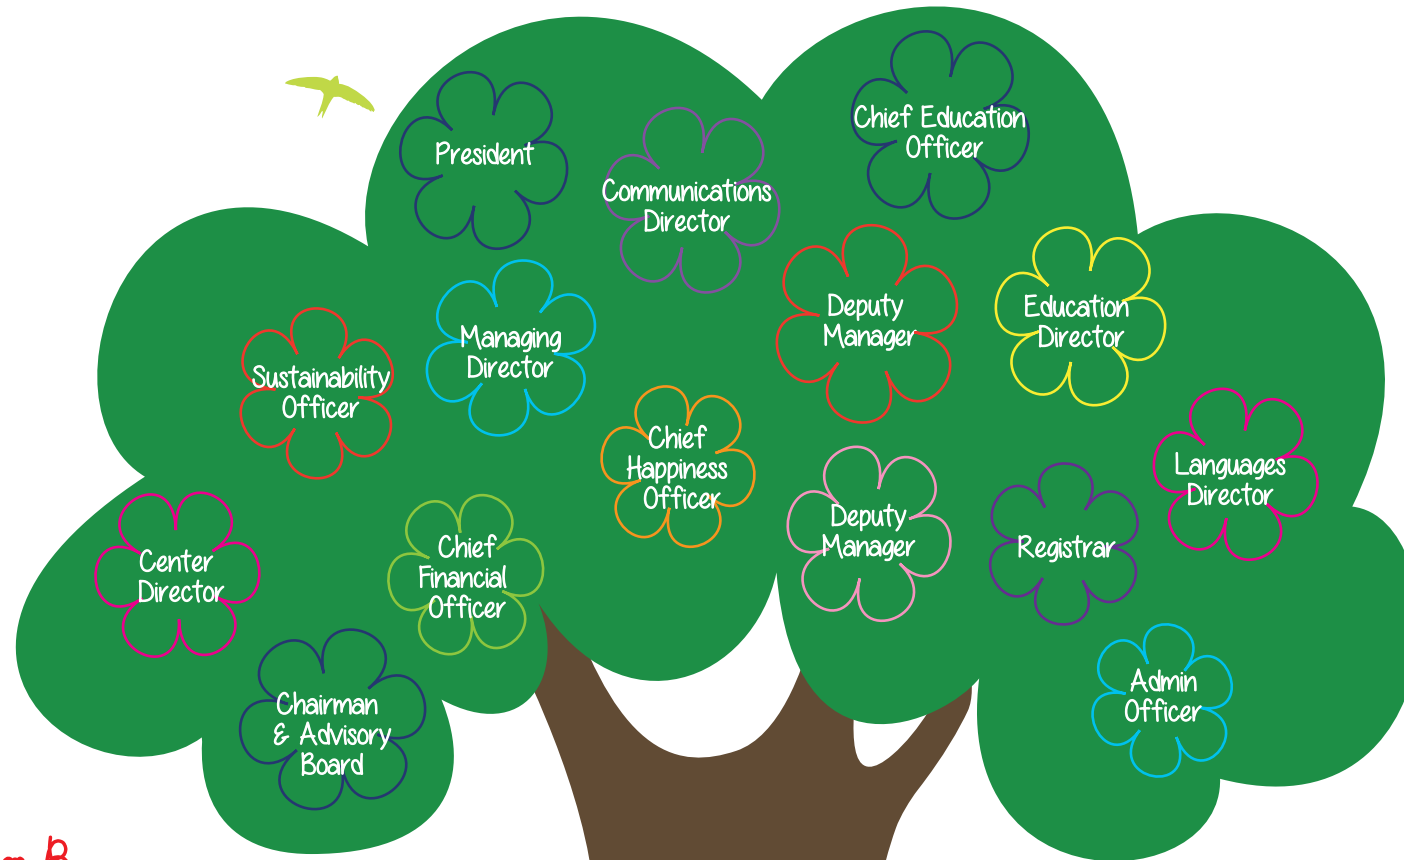 Chief Education
Officer
President
Communications
Director
Deputy
Manager
Education
Director
Managing
Director
Sustainability
Officer
Chief
Happiness
Officer
Languages
Director
Deputy
Manager
Registrar
Center
Director
Chief
Financial
Officer
Admin
Officer
Chairman
& Advisory
Board